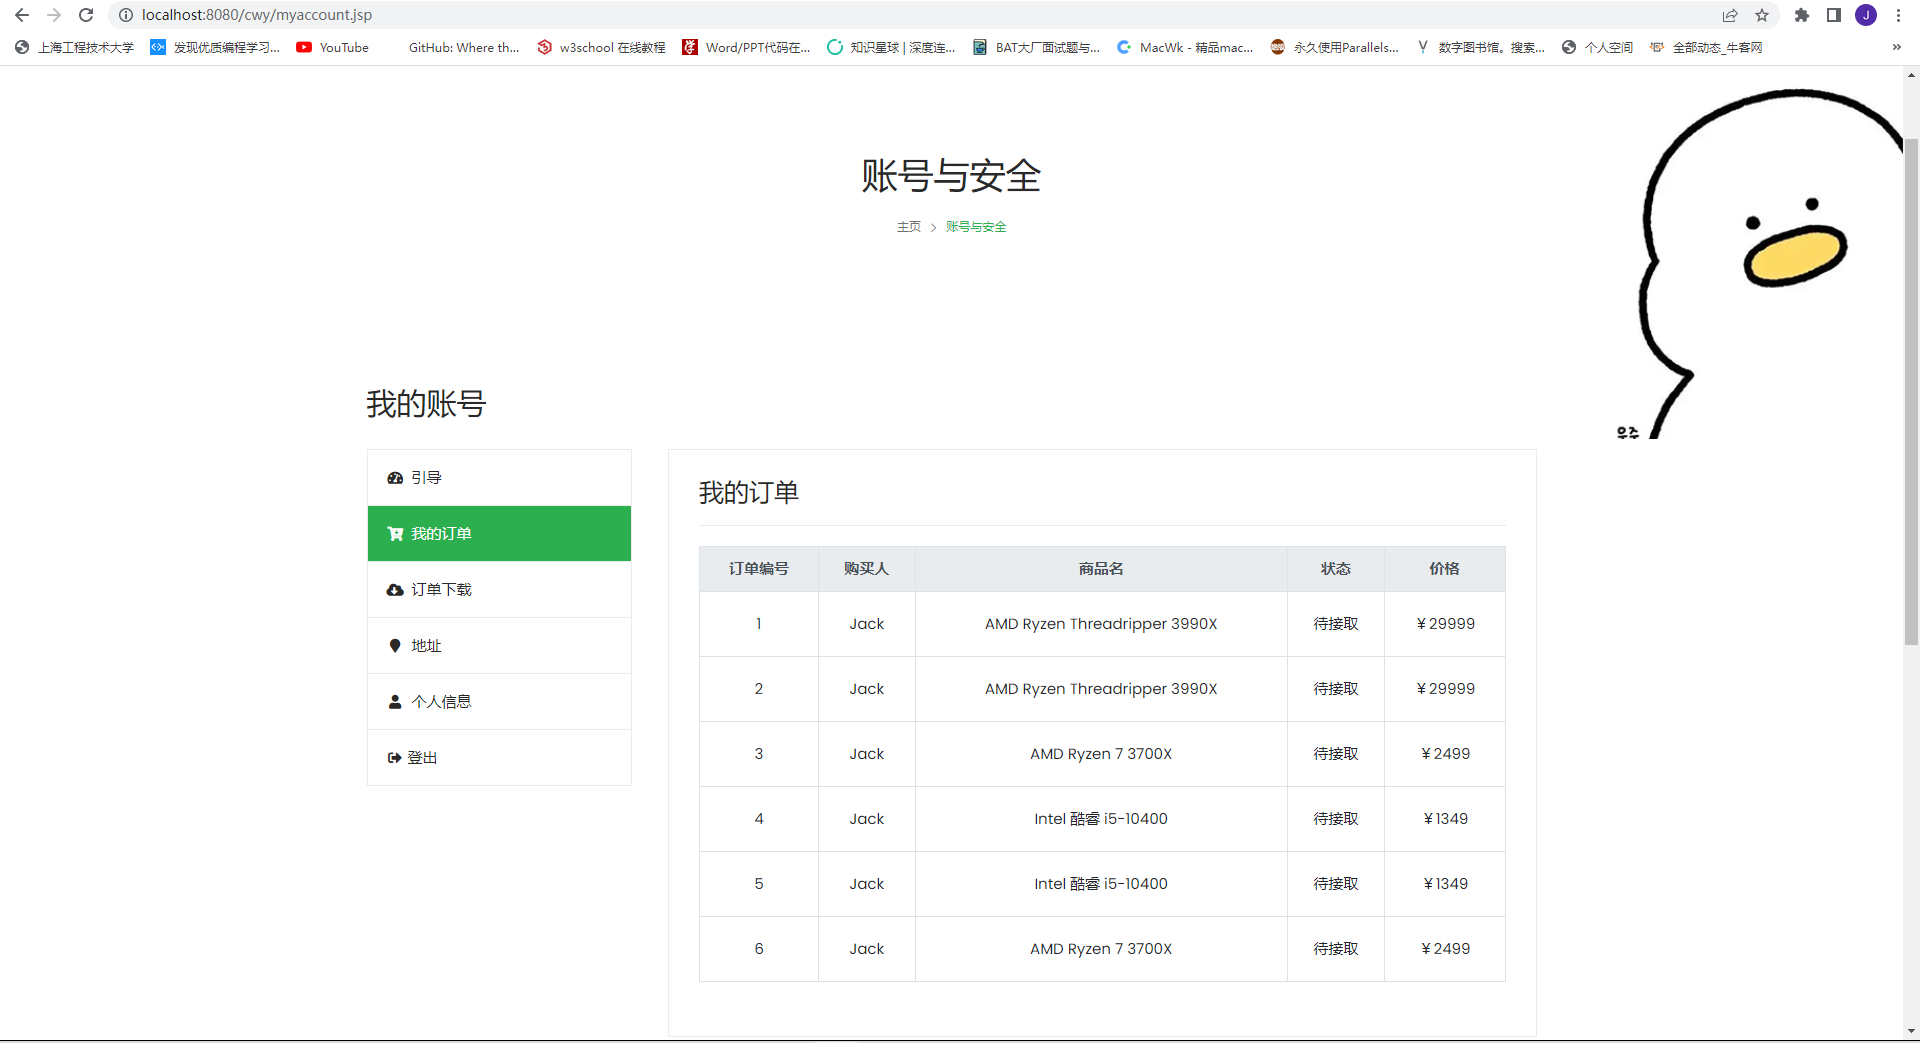 localhost:8080/cwy/myaccount.jsp
J
上海工程技术大学 发现优质编程学习... YouTube GitHub: Where th... w3school 在线教程 Word/PPT代码在... 知识星球 | 深度连... BAT大厂面试题与... MacWk - 精品mac... 永久使用Parallels... 数字图书馆。搜索... 个人空间 全部动态_牛客网 »
账号与安全
主页 > 账号与安全
우주
我的账号
引导
我的订单
订单下载
地址
个人信息
登出
我的订单
订单编号 购买人 商品名 状态 价格
1 Jack AMD Ryzen Threadripper 3990X 待接取 ¥29999
2 Jack AMD Ryzen Threadripper 3990X 待接取 ¥29999
3 Jack AMD Ryzen 7 3700X 待接取 ¥2499
4 Jack Intel 酷睿 i5-10400 待接取 ¥1349
5 Jack Intel 酷睿 i5-10400 待接取 ¥1349
6 Jack AMD Ryzen 7 3700X 待接取 ¥2499